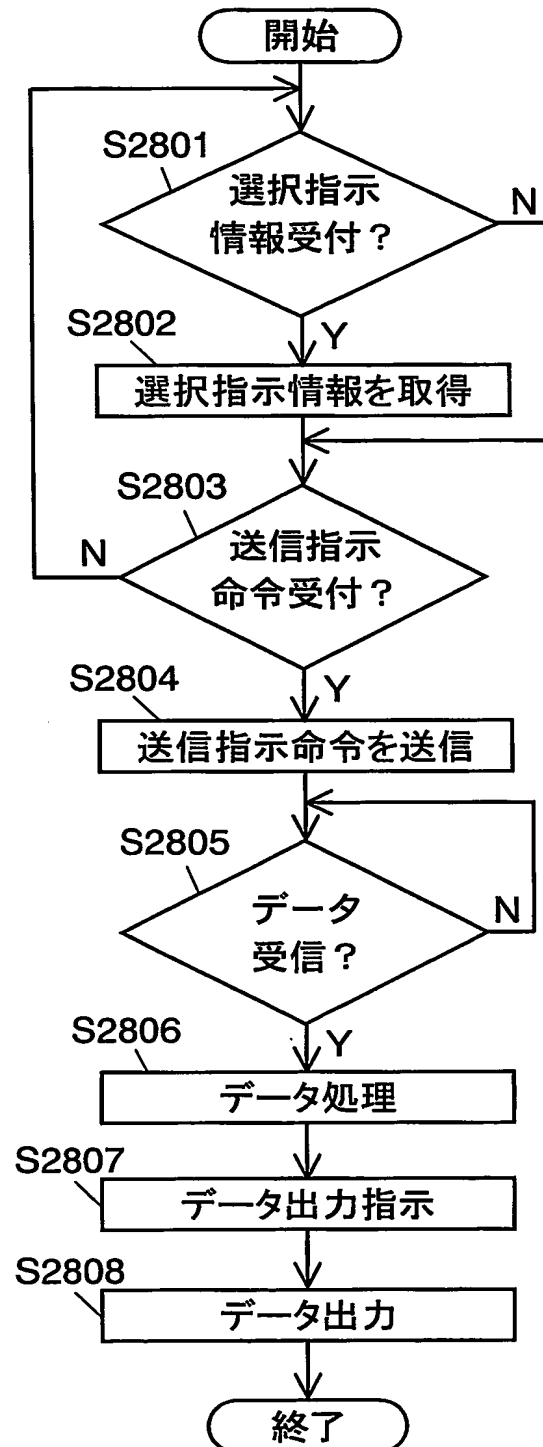 開始
S2801
選択指示
情報受付？
N
S2802
Y
選択指示情報を取得
S2803
送信指示
命令受付？
N
S2804
Y
送信指示命令を送信
S2805
データ
受信？
N
S2806
Y
データ処理
S2807
データ出力指示
S2808
データ出力
終了